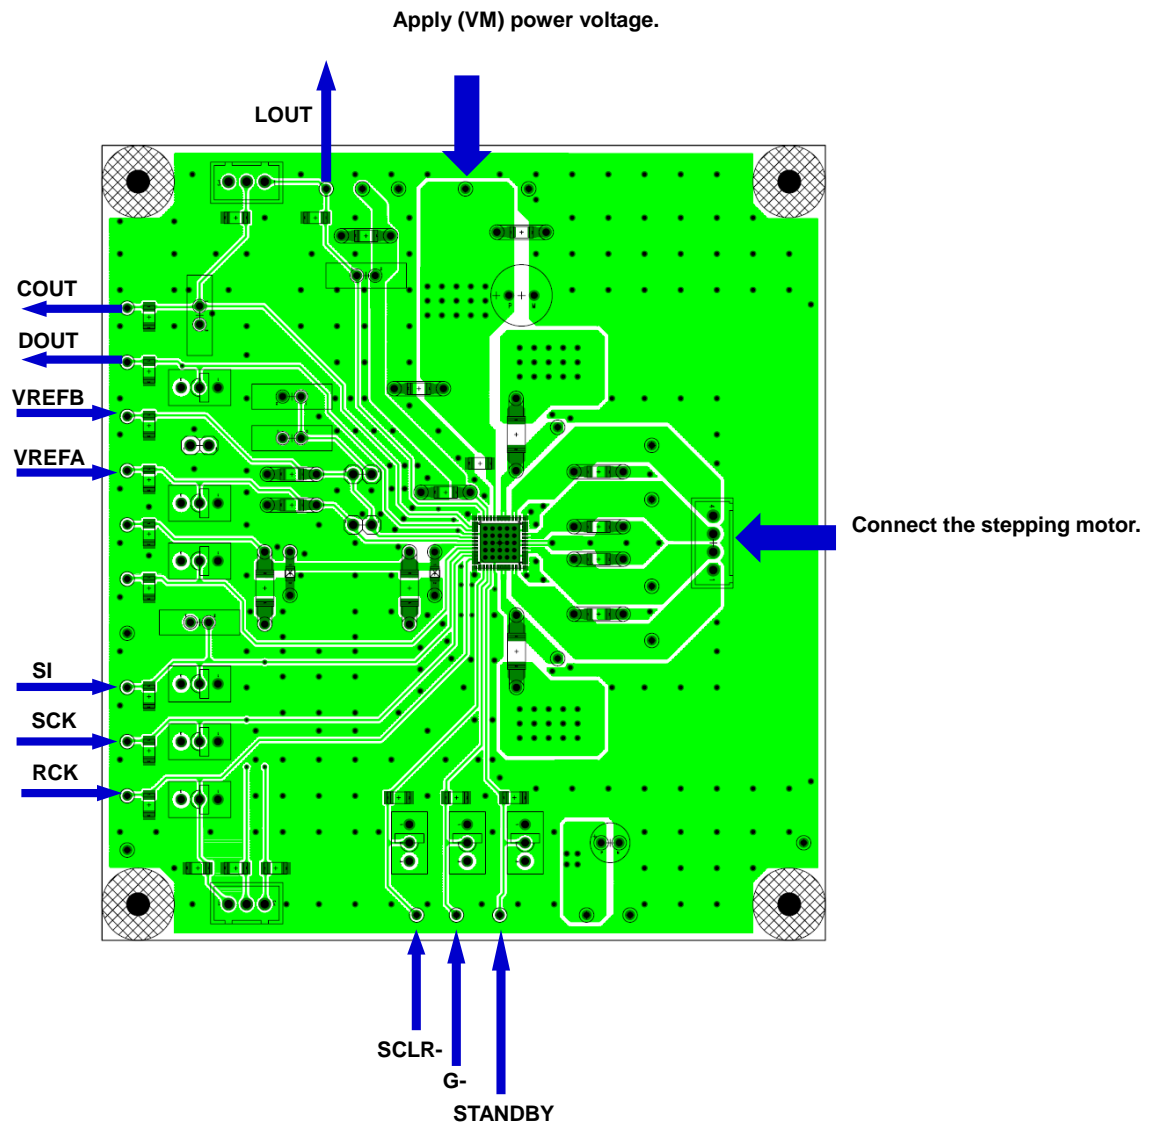 Apply (VM) power voltage.
LOUT
COUT
DOUT
VREFB
VREFA
Connect the stepping motor.
SI
SCK
RCK
SCLR-
G-
STANDBY